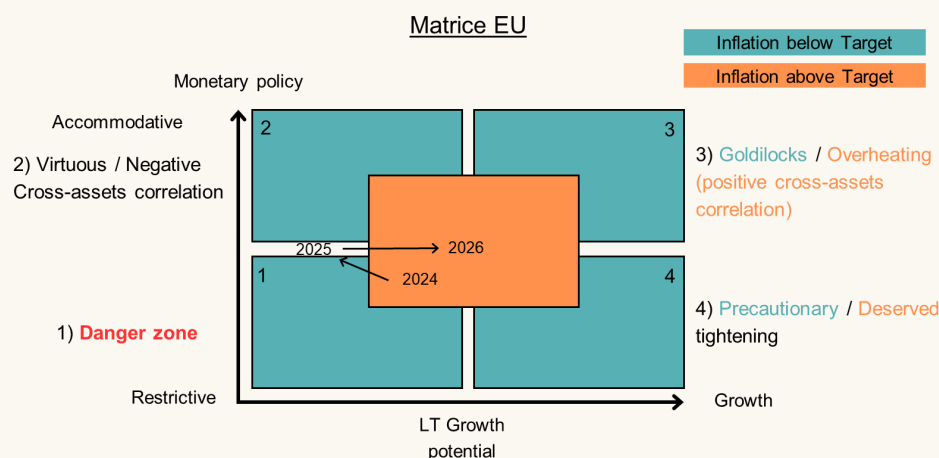 Matrice EU
Inflation below Target
Inflation above Target
Monetary policy
Accommodative
2) Virtuous / Negative
Cross-assets correlation
2
3
3) Goldilocks / Overheating
(positive cross-assets
correlation)
2025
2026
2024
1
4
1) Danger zone
4) Precautionary / Deserved
tightening
Restrictive
Growth
LT Growth
potential